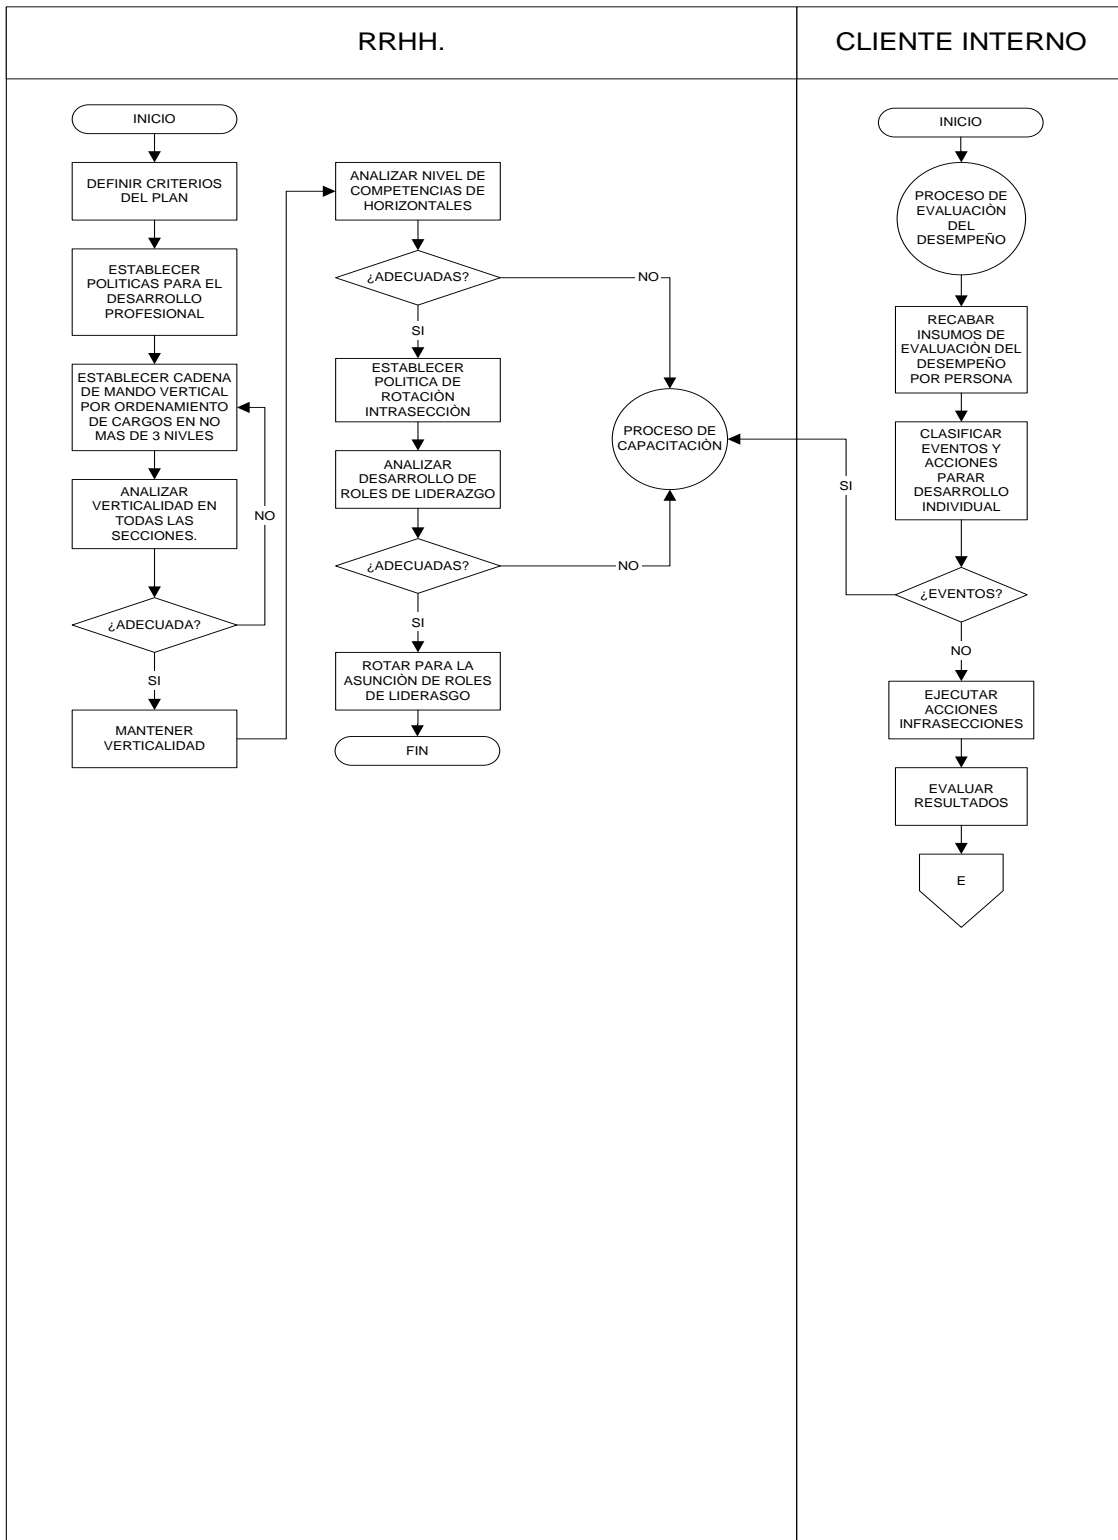 RRHH.
CLIENTE INTERNO
INICIO
DEFINIR CRITERIOS
DEL PLAN
ESTABLECER
POLITICAS PARA EL
DESARROLLO
PROFESIONAL
ESTABLECER CADENA
DE MANDO VERTICAL
POR ORDENAMIENTO
DE CARGOS EN NO
MAS DE 3 NIVLES
ANALIZAR
VERTICALIDAD EN
TODAS LAS
SECCIONES.
NO
¿ADECUADA?
SI
MANTENER
VERTICALIDAD
ANALIZAR NIVEL DE
COMPETENCIAS DE
HORIZONTALES
¿ADECUADAS?
NO
SI
ESTABLECER
POLITICA DE
ROTACIÒN
INTRASECCIÒN
ANALIZAR
DESARROLLO DE
ROLES DE LIDERAZGO
¿ADECUADAS?
NO
SI
ROTAR PARA LA
ASUNCIÒN DE ROLES
DE LIDERASGO
FIN
PROCESO DE
CAPACITACIÒN
INICIO
PROCESO DE
EVALUACIÒN
DEL
DESEMPEÑO
RECABAR
INSUMOS DE
EVALUACIÒN DEL
DESEMPEÑO
POR PERSONA
CLASIFICAR
EVENTOS Y
ACCIONES
PARAR
DESARROLLO
INDIVIDUAL
SI
¿EVENTOS?
NO
EJECUTAR
ACCIONES
INFRASECCIONES
EVALUAR
RESULTADOS
E